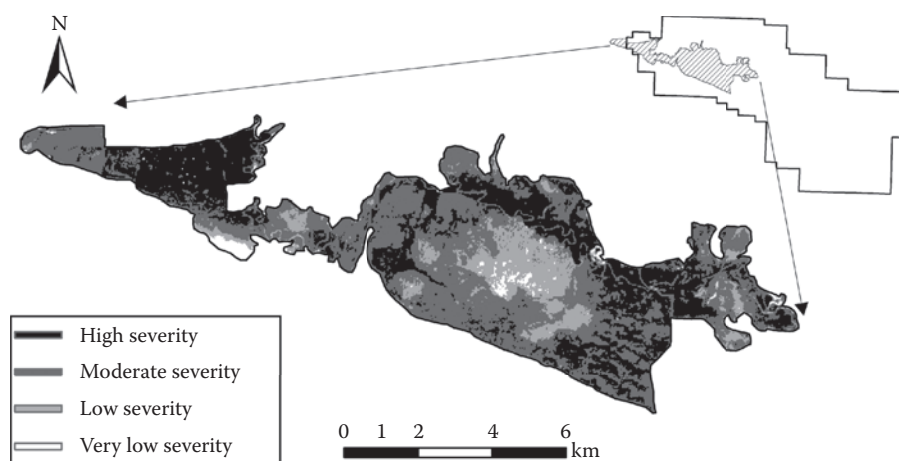 N
High severity
Moderate severity
Low severity
Very low severity
0 1 2 4 6
km